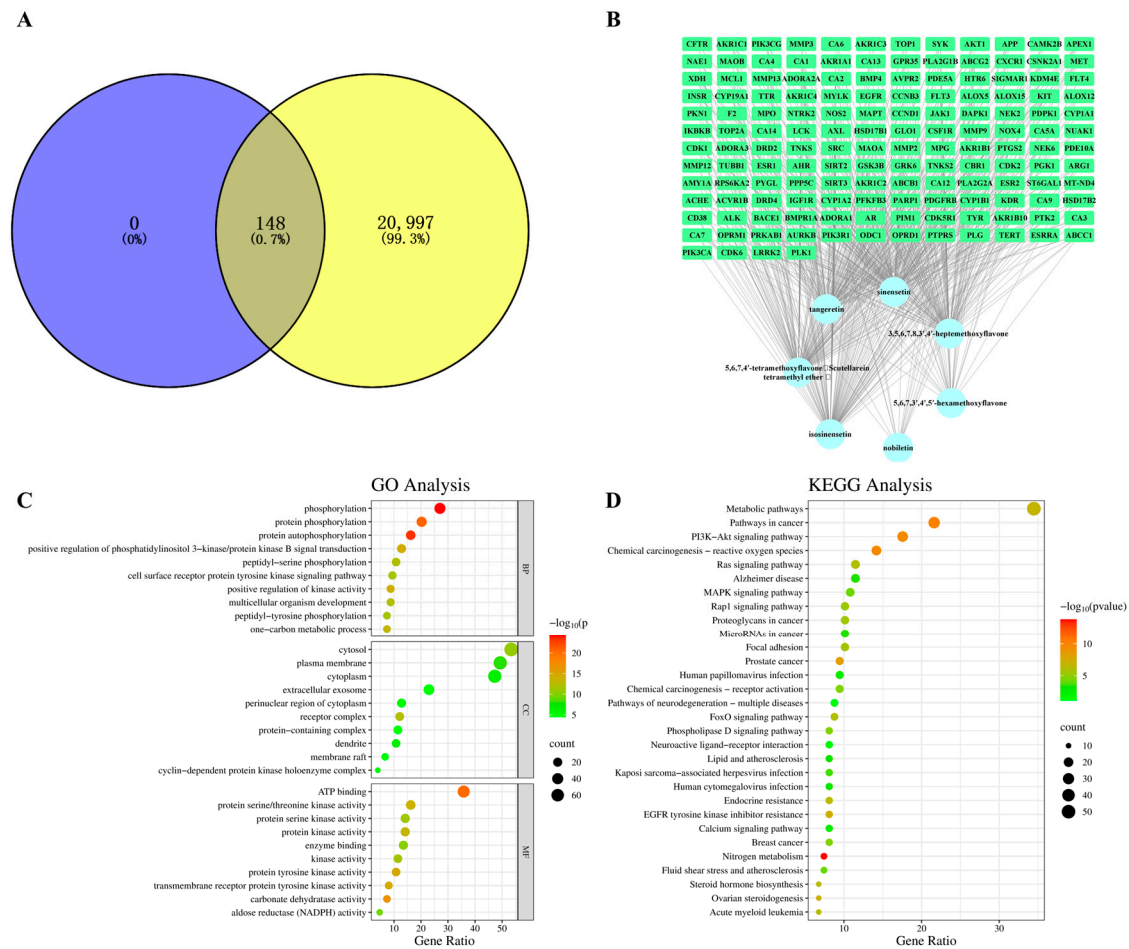 A
0
(0%)
148
(0.7%)
20,997
(99.3%)
B
CFTR AKR1C1 PIK3CG MMP3 CA6 AKR1C3 TOP1 SYK AKT1 APP CAMK2B APEX1
NAE1 MAOB CA4 CA1 AKR1A1 CA13 GPR35 PLA2G1B ABCG2 CXCR1 CSNK2A1 MET
XDH MCL1 MMP13 ADORA2A CA2 BMP4 AVPR2 PDE5A HTR6 SIGMAR1 KDM4E FLT4
INSR CYP19A1 TTR AKR1C4 MYLK EGFR CCNB3 FLT3 ALOX5 ALOX15 KIT ALOX12
PKN1 F2 MPO NTRK2 NOS2 MAPT CCND1 JAK1 DAPK1 NEK2 PDPK1 CYP1A1
IKBKB TOP2A CA14 LCK AXL HSD17B1 GLO1 CSF1R MMP9 NOX4 CA5A NUAK1
CDK1 ADORA3 DRD2 TNKS SRC MAOA MMP2 MPG AKR1B1 PTGS2 NEK6 PDE10A
MMP12 TUBB1 ESR1 AHR SIRT2 GSK3B GRK6 TNKS2 CBR1 CDK2 PGK1 ARG1
AMY1A RPS6KA2 PYGL PPP5C SIRT3 AKR1C2 ABCB1 CA12 PLA2G2A ESR2 ST6GAL1 MT-ND4
ACHE ACVR1B DRD4 IGF1R CYP1A2 PFKFB3 PARP1 PDGFRB CYP1B1 KDR CA9 HSD17B2
CD38 ALK BACE1 BMPR1A ADORA1 AR PIM1 CDK5R1 TYR AKR1B10 PTK2 CA3
CA7 OPRM1 PRKAB1 AURKB PIK3R1 ODC1 OPRD1 PTPRS PLG TERT ESRRA ABCC1
PIK3CA CDK6 LRRK2 PLK1
sinensetin
tangeretin
3,5,6,7,8,3',4'-heptemethoxyflavone
5,6,7,4'-tetramethoxyflavone □Scutellarein
tetramethyl ether □
5,6,7,3',4',5'-hexamethoxyflavone
isosinensetin
nobiletin
C
GO Analysis
phosphorylation
protein phosphorylation
protein autophosphorylation
positive regulation of phosphatidylinositol 3−kinase/protein kinase B signal transduction
peptidyl−serine phosphorylation
cell surface receptor protein tyrosine kinase signaling pathway
positive regulation of kinase activity
multicellular organism development
peptidyl−tyrosine phosphorylation
one−carbon metabolic process
BP
cytosol
plasma membrane
cytoplasm
extracellular exosome
perinuclear region of cytoplasm
receptor complex
protein−containing complex
dendrite
membrane raft
cyclin−dependent protein kinase holoenzyme complex
CC
ATP binding
protein serine/threonine kinase activity
protein serine kinase activity
protein kinase activity
enzyme binding
kinase activity
protein tyrosine kinase activity
transmembrane receptor protein tyrosine kinase activity
carbonate dehydratase activity
aldose reductase (NADPH) activity
MF
10 20 30 40 50
Gene Ratio
−log10(p
20
15
10
5
count
20
40
60
D
KEGG Analysis
Metabolic pathways
Pathways in cancer
PI3K−Akt signaling pathway
Chemical carcinogenesis − reactive oxygen species
Ras signaling pathway
Alzheimer disease
MAPK signaling pathway
Rap1 signaling pathway
Proteoglycans in cancer
MicroRNAs in cancer
Focal adhesion
Prostate cancer
Human papillomavirus infection
Chemical carcinogenesis − receptor activation
Pathways of neurodegeneration − multiple diseases
FoxO signaling pathway
Phospholipase D signaling pathway
Neuroactive ligand−receptor interaction
Lipid and atherosclerosis
Kaposi sarcoma−associated herpesvirus infection
Human cytomegalovirus infection
Endocrine resistance
EGFR tyrosine kinase inhibitor resistance
Calcium signaling pathway
Breast cancer
Nitrogen metabolism
Fluid shear stress and atherosclerosis
Steroid hormone biosynthesis
Ovarian steroidogenesis
Acute myeloid leukemia
10 20 30
Gene Ratio
−log10(pvalue)
10
5
count
10
20
30
40
50